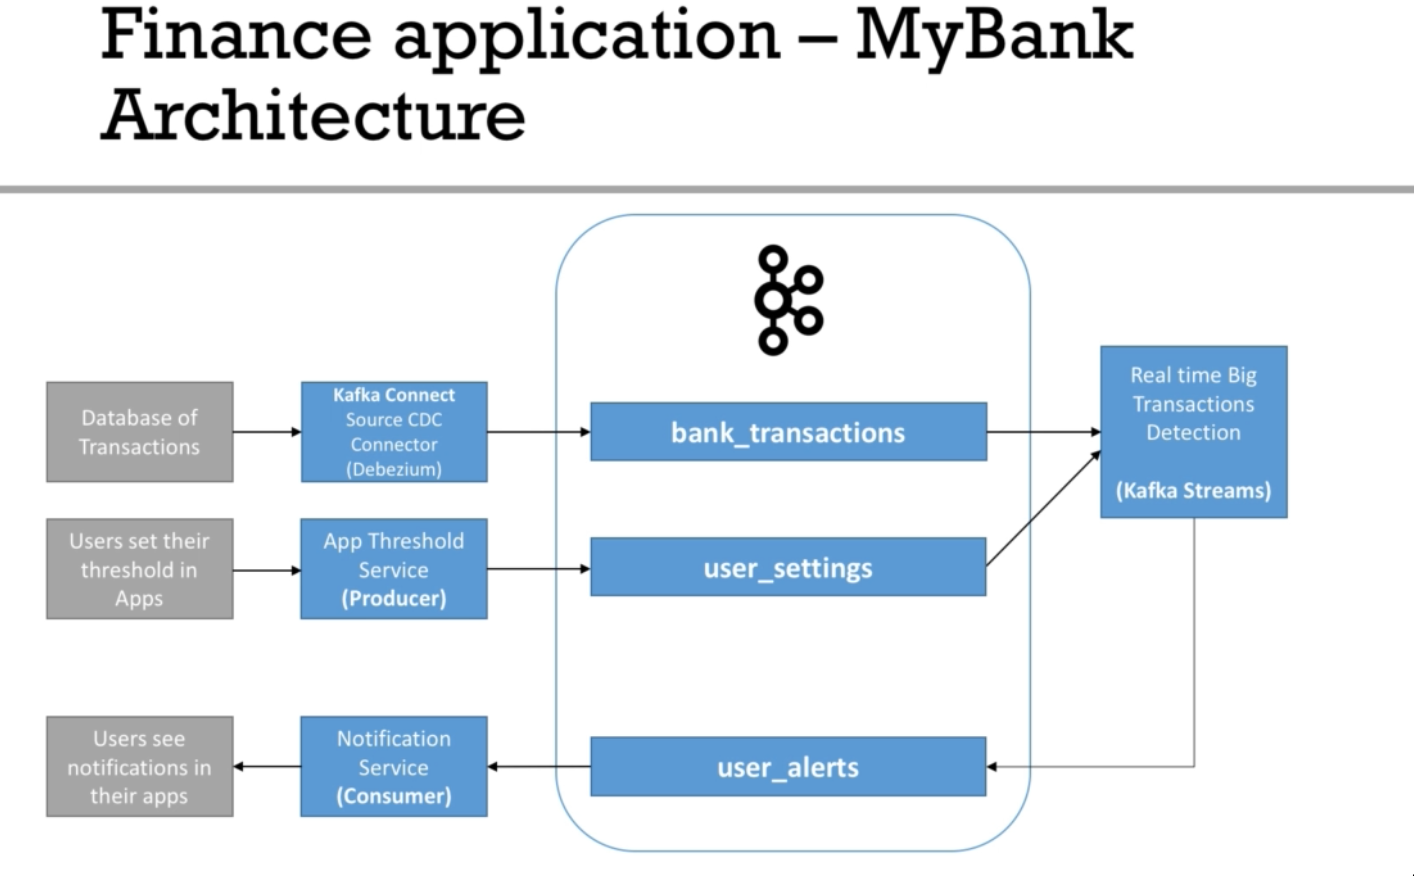 Finance application – MyBank
Architecture
Database of
Transactions
Kafka Connect
Source CDC
Connector
(Debezium)
bank_transactions
Real time Big
Transactions
Detection
(Kafka Streams)
Users set their
threshold in
Apps
App Threshold
Service
(Producer)
user_settings
Users see
notifications in
their apps
Notification
Service
(Consumer)
user_alerts